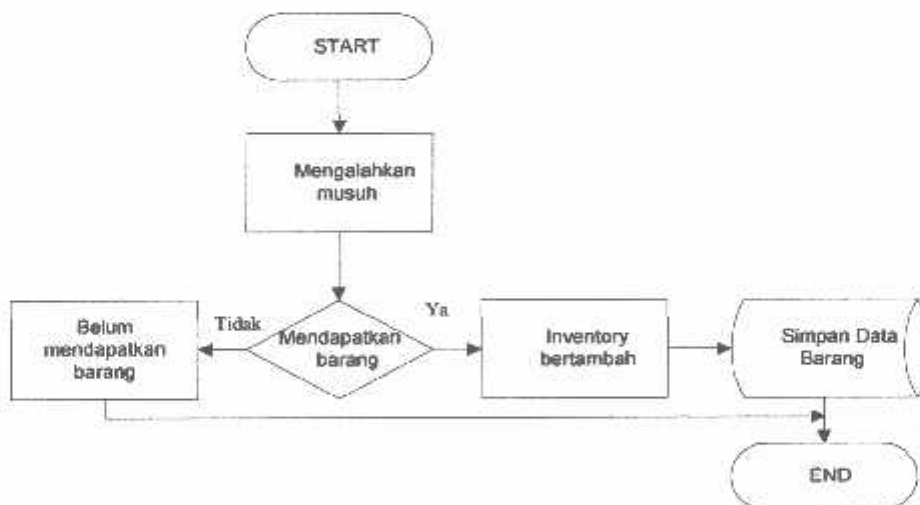 START
Mengalahkan
musuh
Belum
mendapatkan
barang
Tidak
Mendapatkan
barang
Ya
Inventory
bertambah
Simpan Data
Barang
END